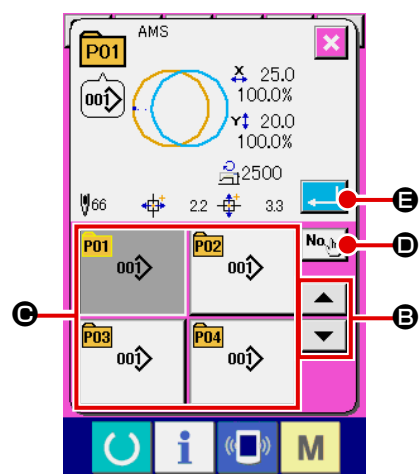 AMS
P01
001
X 25.0
100.0%
Y 20.0
100.0%
2500
66 2.2 3.3
E
No.
D
P01 P02
001 001
C
B
P03 P04
001 001
i M